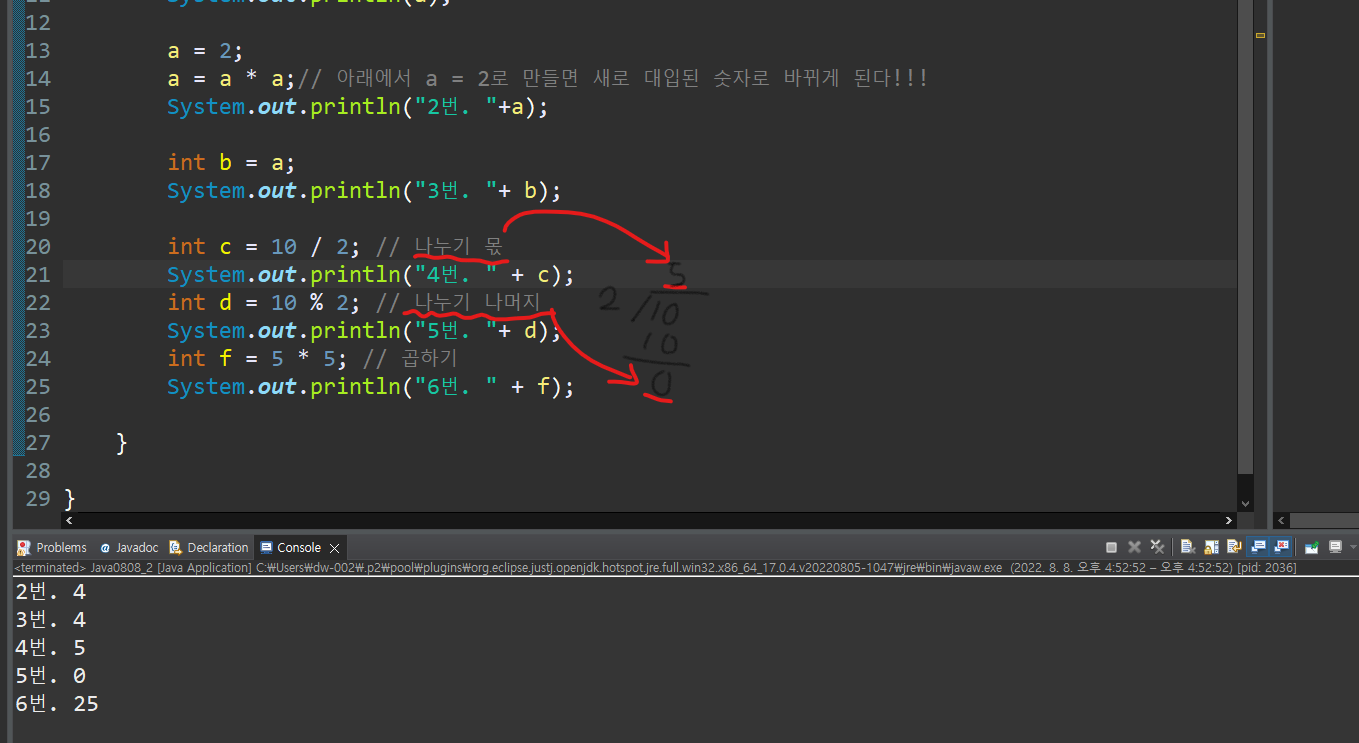 System.out.println(a);
12
13 a = 2;
14 a = a * a;// 아래에서 a = 2로 만들면 새로 대입된 숫자로 바뀌게 된다!!!
15 System.out.println("2번. "+a);
16
17 int b = a;
18 System.out.println("3번. "+ b);
19
20 int c = 10 / 2; // 나누기 몫
21 System.out.println("4번. " + c);
5
22 int d = 10 % 2; // 나누기 나머지
2 / 10
23 System.out.println("5번. "+ d);
10
24 int f = 5 * 5; // 곱하기
25 System.out.println("6번. " + f);
0
26
27 }
28
29 }
Problems @ Javadoc Declaration Console
<terminated> Java0808_2 [Java Application] C:₩Users₩dw-002₩.p2₩pool₩plugins₩org.eclipse.justj.openjdk.hotspot.jre.full.win32.x86_64_17.0.4.v20220805-1047₩jre₩bin₩javaw.exe (2022. 8. 8. 오후 4:52:52 – 오후 4:52:52) [pid: 2036]
2번. 4
3번. 4
4번. 5
5번. 0
6번. 25